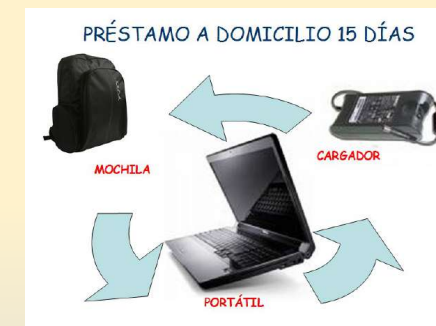 PRÉSTAMO A DOMICILIO 15 DÍAS
MOCHILA
CARGADOR
PORTÁTIL